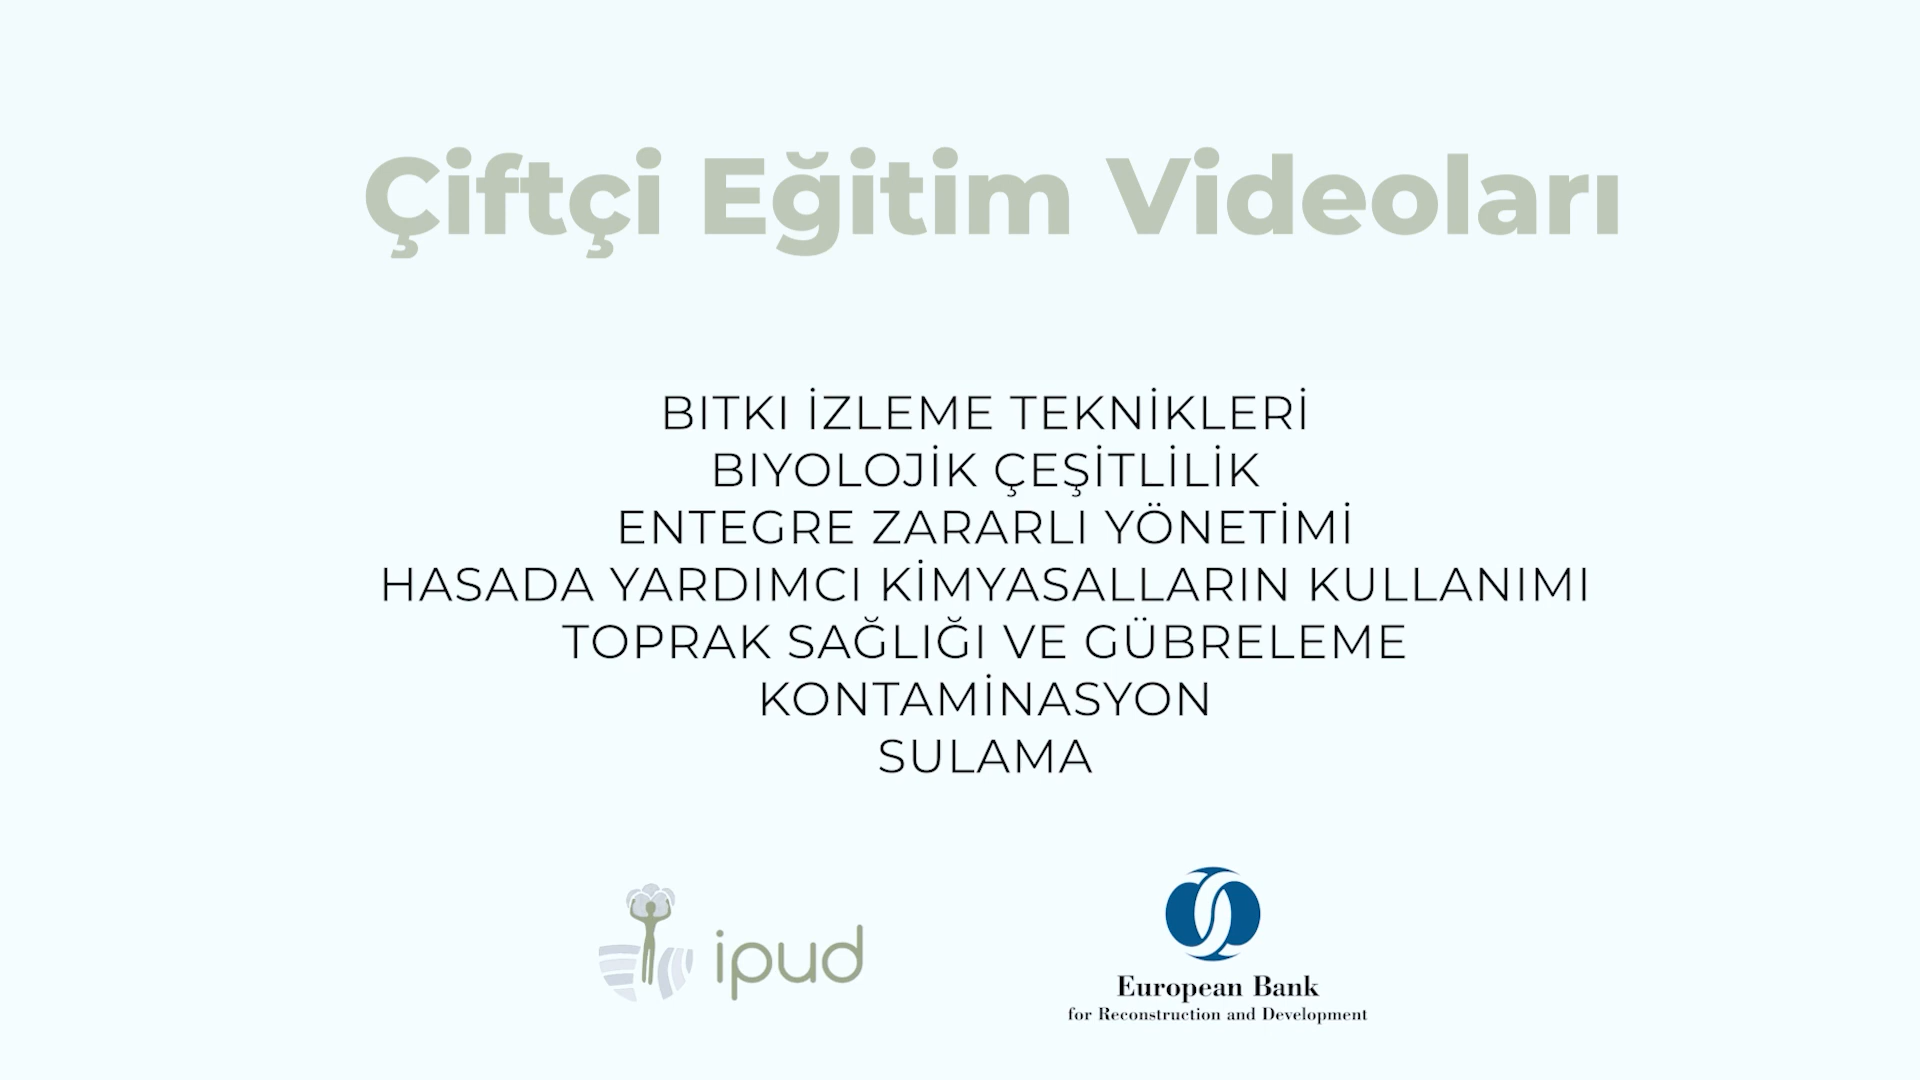 Çiftçi Eğitim Videoları
BITKI İZLEME TEKNİKLERİ
BIYOLOJİK ÇEŞİTLİLİK
ENTEGRE ZARARLI YÖNETİMİ
HASADA YARDIMCI KİMYASALLARIN KULLANIMI
TOPRAK SAĞLIĞI VE GÜBRELEME
KONTAMİNASYON
SULAMA
ipud
European Bank
for Reconstruction and Development